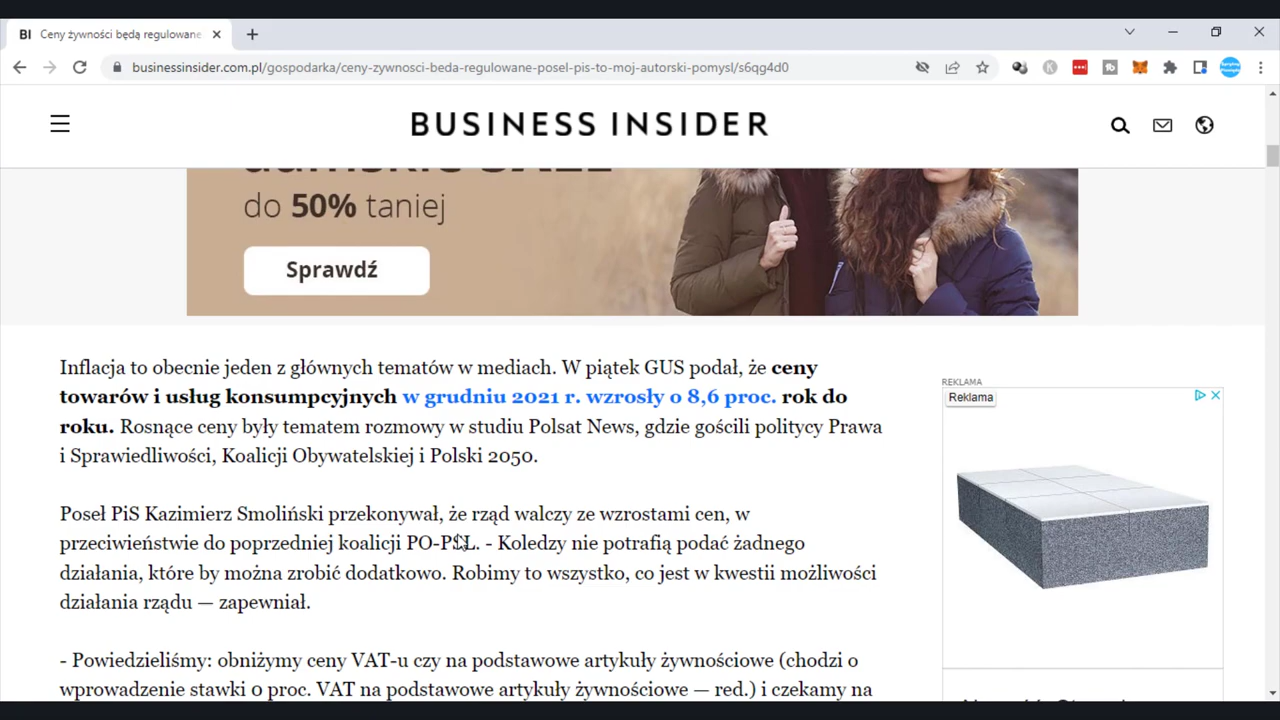 BI Ceny żywności będą regulowane
businessinsider.com.pl/gospodarka/ceny-zywnosci-beda-regulowane-posel-pis-to-moj-autorski-pomysl/s6qg4d0
BUSINESS INSIDER
do 50% taniej
Sprawdź
Inflacja to obecnie jeden z głównych tematów w mediach. W piątek GUS podał, że ceny
towarów i usług konsumpcyjnych w grudniu 2021 r. wzrosły o 8,6 proc. rok do
roku. Rosnące ceny były tematem rozmowy w studiu Polsat News, gdzie gościli politycy Prawa
i Sprawiedliwości, Koalicji Obywatelskiej i Polski 2050.
Poseł PiS Kazimierz Smoliński przekonywał, że rząd walczy ze wzrostami cen, w
przeciwieństwie do poprzedniej koalicji PO-PSL. - Koledzy nie potrafią podać żadnego
działania, które by można zrobić dodatkowo. Robimy to wszystko, co jest w kwestii możliwości
działania rządu — zapewniał.
- Powiedzieliśmy: obniżymy ceny VAT-u czy na podstawowe artykuły żywnościowe (chodzi o
wprowadzenie stawki 0 proc. VAT na podstawowe artykuły żywnościowe — red.) i czekamy na
REKLAMA
Reklama